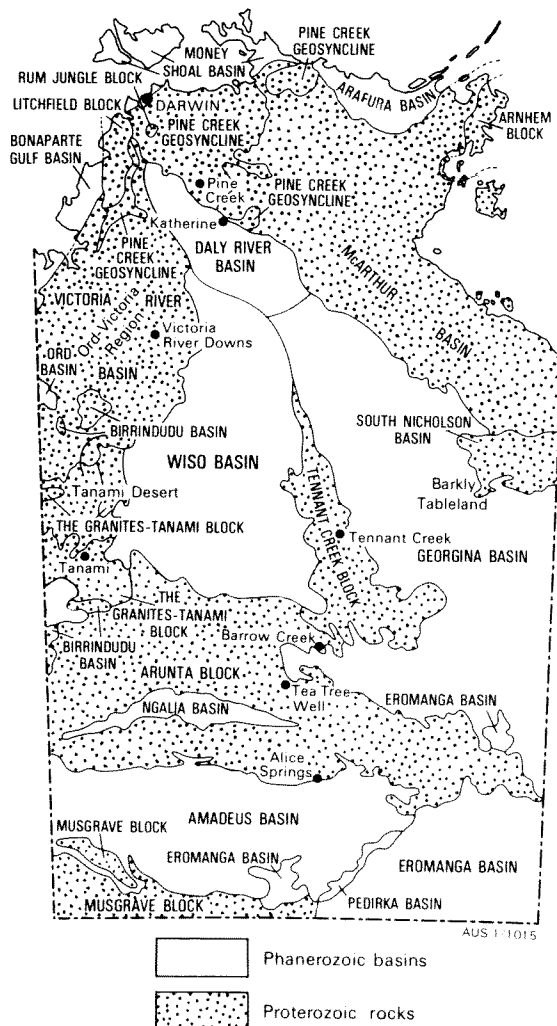 MONEY
SHOAL BASIN
PINE CREEK
GEOSYNCLINE
RUM JUNGLE BLOCK
LITCHFIELD BLOCK
DARWIN
ARAFURA BASIN
ARNHEM
BLOCK
PINE CREEK
GEOSYNCLINE
BONAPARTE
GULF BASIN
Pine
Creek
PINE CREEK
GEOSYNCLINE
Katherine
DALY RIVER
BASIN
PINE CREEK
GEOSYNCLINE
McARTHUR
BASIN
VICTORIA
RIVER
BASIN
Ord-Victoria
Region
Victoria
River Downs
ORD
BASIN
BIRRINDUDU BASIN
SOUTH NICHOLSON
BASIN
WISO BASIN
Barkly
Tableland
Tanami Desert
TENNANT
CREEK BLOCK
THE GRANITES-TANAMI BLOCK
Tennant Creek
GEORGINA BASIN
Tanami
THE
GRANITES-TANAMI
BLOCK
Barrow Creek
BIRRINDUDU
BASIN
ARUNTA BLOCK
Tea Tree
Well
EROMANGA BASIN
NGALIA BASIN
Alice
Springs
AMADEUS BASIN
MUSGRAVE BLOCK
EROMANGA BASIN
EROMANGA BASIN
PEDIRKA BASIN
MUSGRAVE BLOCK
AUS 1/1015
Phanerozoic basins
Proterozoic rocks